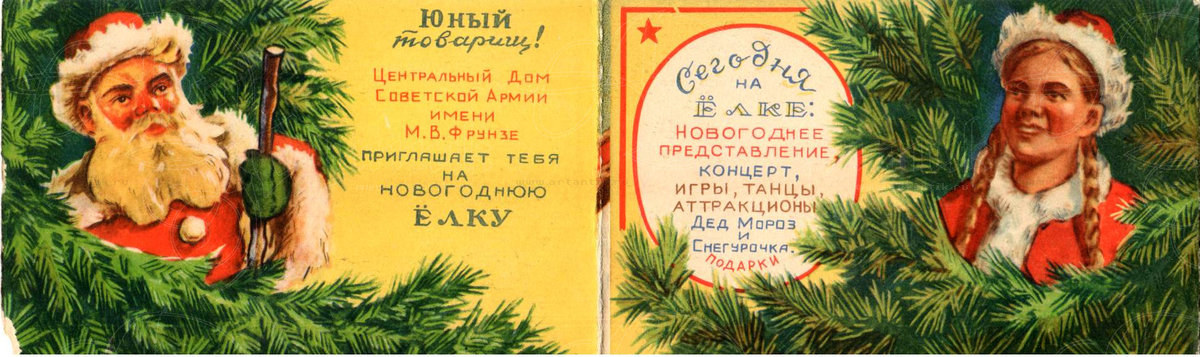 Юный
товарищ!
Центральный Дом
Советской Армии
имени
М.В.Фрунзе
приглашает тебя
на
новогоднюю
ёлку
Сегодня
на
ёлке:
новогоднее
представление,
концерт,
игры, танцы,
аттракционы
Дед Мороз
и
Снегурочка.
подарки